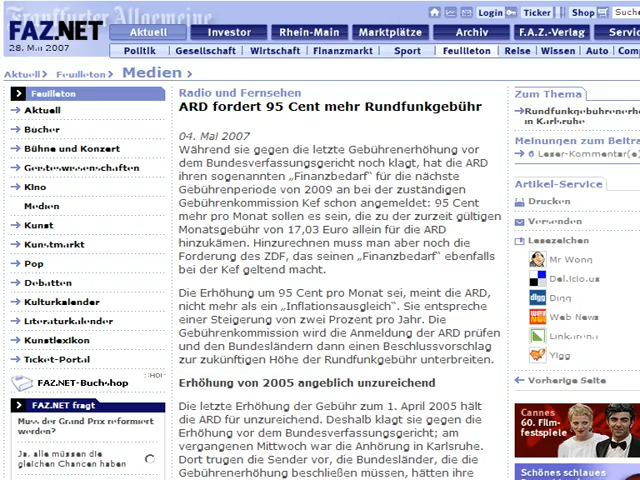 Frankfurter Allgemeine
FAZ.NET
28. Mai 2007
Login
Ticker
Shop
Aktuell
Investor
Rhein-Main
Marktplätze
Archiv
F.A.Z.-Verlag
Politik
Gesellschaft
Wirtschaft
Finanzmarkt
Sport
Feuilleton
Reise
Wissen
Auto
Aktuell
Feuilleton
Medien
Feuilleton
Aktuell
Bücher
Bühne und Konzert
Geisteswissenschaften
Kino
Medien
Kunst
Kunstmarkt
Pop
Debatten
Kulturkalender
Literaturkalender
Kunstlexikon
Ticket-Portal
FAZ.NET-Buchshop
FAZ.NET fragt
Muss der Grand Prix reformiert
werden?
Ja, alle müssen die
gleichen Chancen haben
Radio und Fernsehen
ARD fordert 95 Cent mehr Rundfunkgebühr
04. Mai 2007
Während sie gegen die letzte Gebührenerhöhung vor
dem Bundesverfassungsgericht noch klagt, hat die ARD
ihren sogenannten „Finanzbedarf“ für die nächste
Gebührenperiode von 2009 an bei der zuständigen
Gebührenkommission Kef schon angemeldet: 95 Cent
mehr pro Monat sollen es sein, die zu der zurzeit gültigen
Monatsgebühr von 17,03 Euro allein für die ARD
hinzukämen. Hinzurechnen muss man aber noch die
Forderung des ZDF, das seinen „Finanzbedarf“ ebenfalls
bei der Kef geltend macht.
Die Erhöhung um 95 Cent pro Monat sei, meint die ARD,
nicht mehr als ein „Inflationsausgleich“. Sie entspreche
einer Steigerung von zwei Prozent pro Jahr. Die
Gebührenkommission wird die Anmeldung der ARD prüfen
und den Bundesländern dann einen Beschlussvorschlag
zur zukünftigen Höhe der Rundfunkgebühr unterbreiten.
Erhöhung von 2005 angeblich unzureichend
Die letzte Erhöhung der Gebühr zum 1. April 2005 hält
die ARD für unzureichend. Deshalb klagt sie gegen die
Erhöhung vor dem Bundesverfassungsgericht; am
vergangenen Mittwoch war die Anhörung in Karlsruhe.
Dort trugen die Sender vor, die Bundesländer, die die
Gebührenerhöhung beschließen müssen, hätten ihre
Zum Thema
in Karlsruhe
Meinungen zum Beitra
6 Leser-Kommentar(e)
Artikel-Service
Drucken
Versenden
Lesezeichen
Mr Wong
Del.icio.us
digg
Digg
Web News
Linkarena
Yigg
Vorherige Seite
Cannes
60. Film-
festspiele
Schönes schlaues